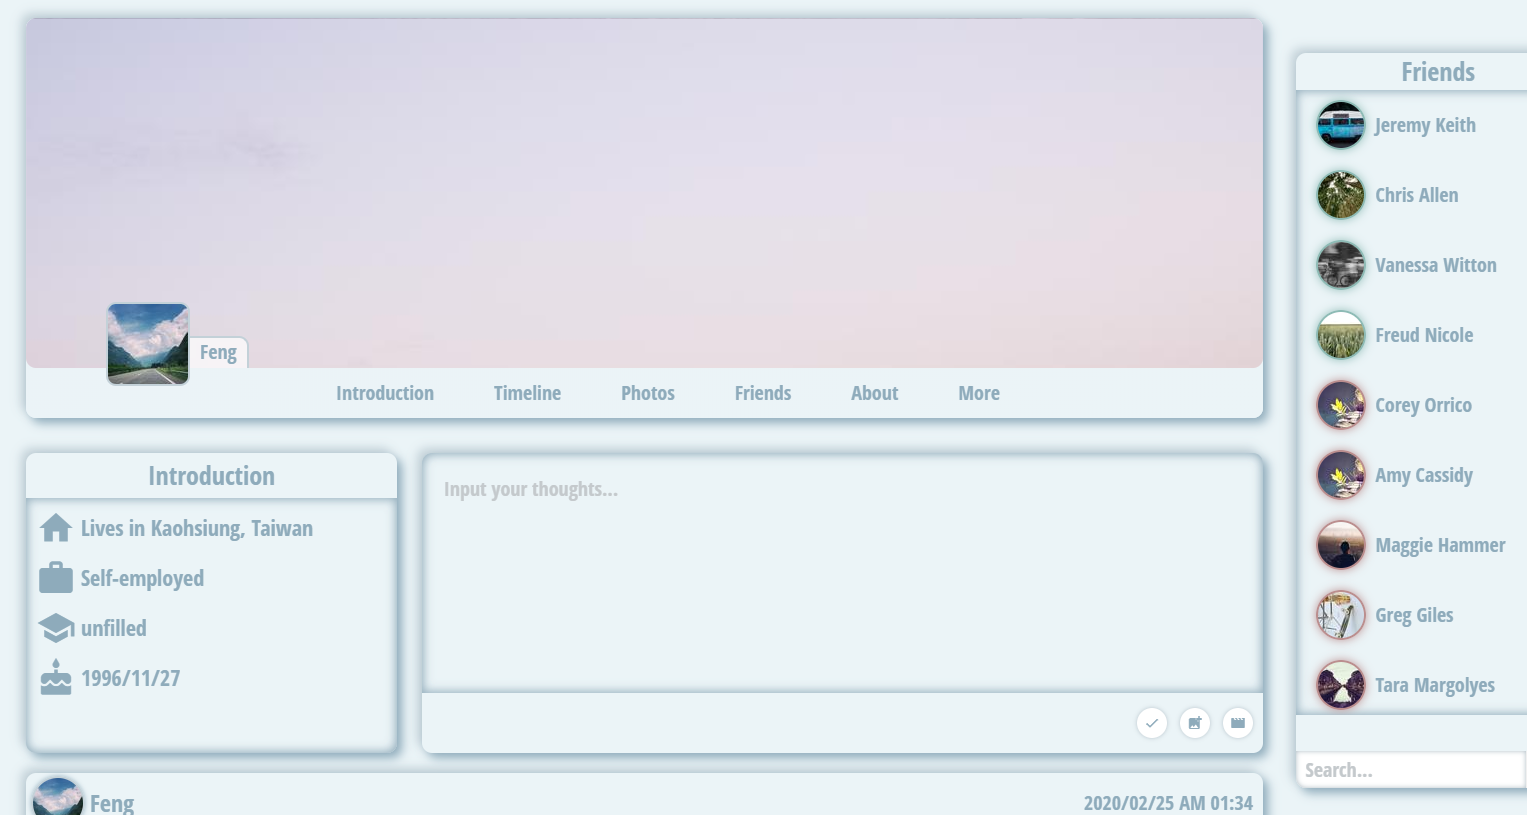 Feng
Introduction
Timeline
Photos
Friends
About
More
Introduction
Lives in Kaohsiung, Taiwan
Self-employed
unfilled
1996/11/27
Input your thoughts...
Feng
2020/02/25 AM 01:34
Friends
Jeremy Keith
Chris Allen
Vanessa Witton
Freud Nicole
Corey Orrico
Amy Cassidy
Maggie Hammer
Greg Giles
Tara Margolyes
Search...